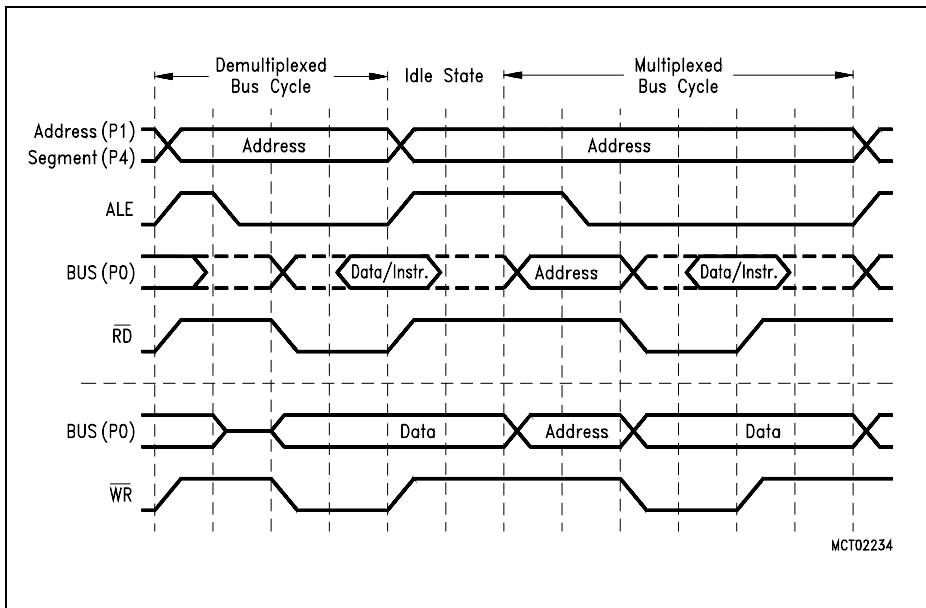 Demultiplexed
Bus Cycle
Idle State
Multiplexed
Bus Cycle
Address (P1)
Segment (P4)
Address
Address
ALE
BUS (P0)
Data/Instr.
Address
Data/Instr.
RD
BUS (P0)
Data
Address
Data
WR
MCT02234